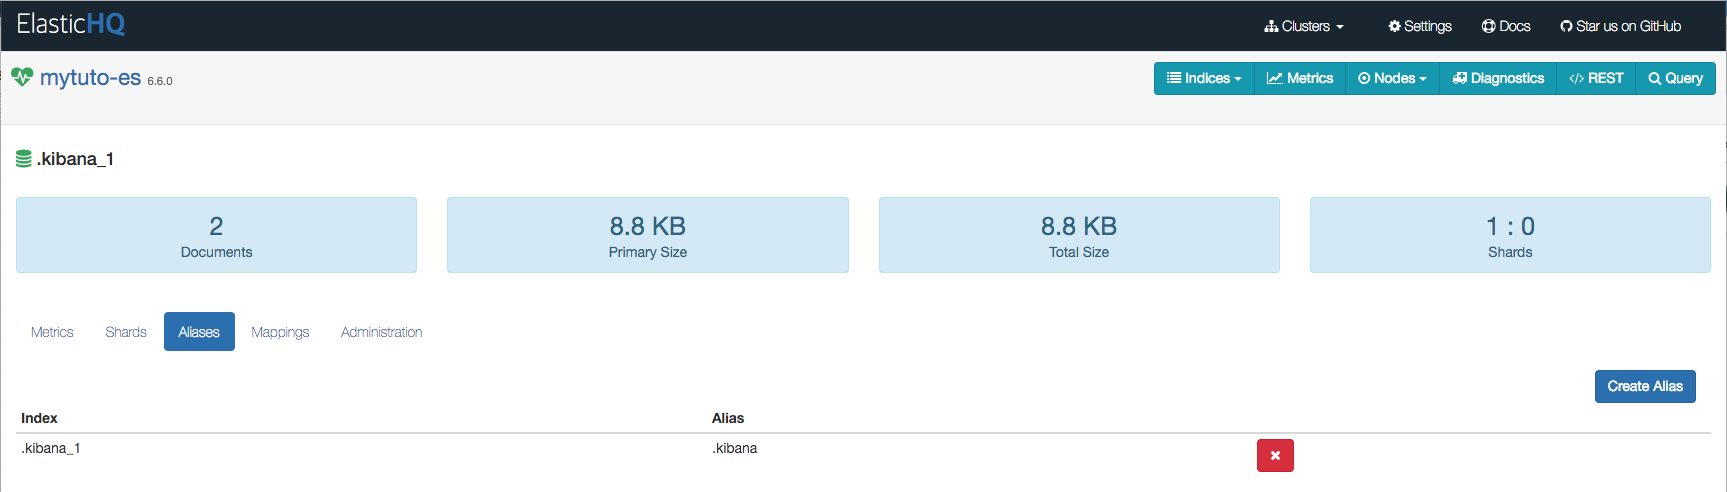 ElasticHQ
Clusters
Settings
Docs
Star us on GitHub
mytuto-es 6.6.0
Indices
Metrics
Nodes
Diagnostics
</> REST
Query
.kibana_1
2
Documents
8.8 KB
Primary Size
8.8 KB
Total Size
1 : 0
Shards
Metrics
Shards
Aliases
Mappings
Administration
Create Alias
Index
Alias
.kibana_1
.kibana